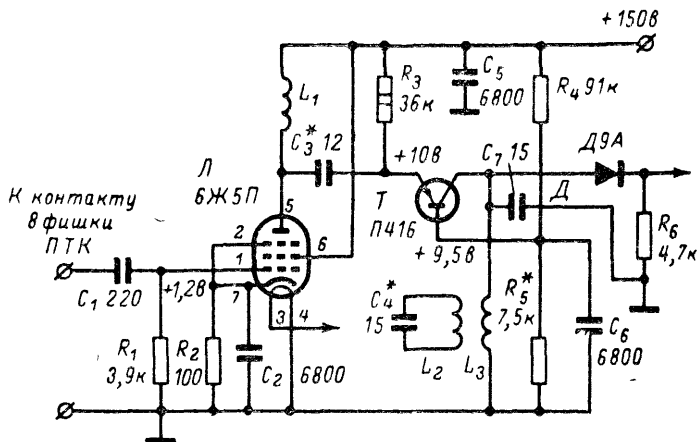 +150в
R3
36к
C5
6800
R4 91к
L1
C3* 12
+10в
C7 15
Д9А
Л
6Ж5П
К контакту
8 фишки
ПТК
5
2
1
7
6
3
4
Т
П416
Д
R6
4,7к
+9,5в
C1 220
+1,2в
C4*
15
R5*
7,5к
C6
6800
L2
L3
R1
3,9к
R2
100
C2
6800